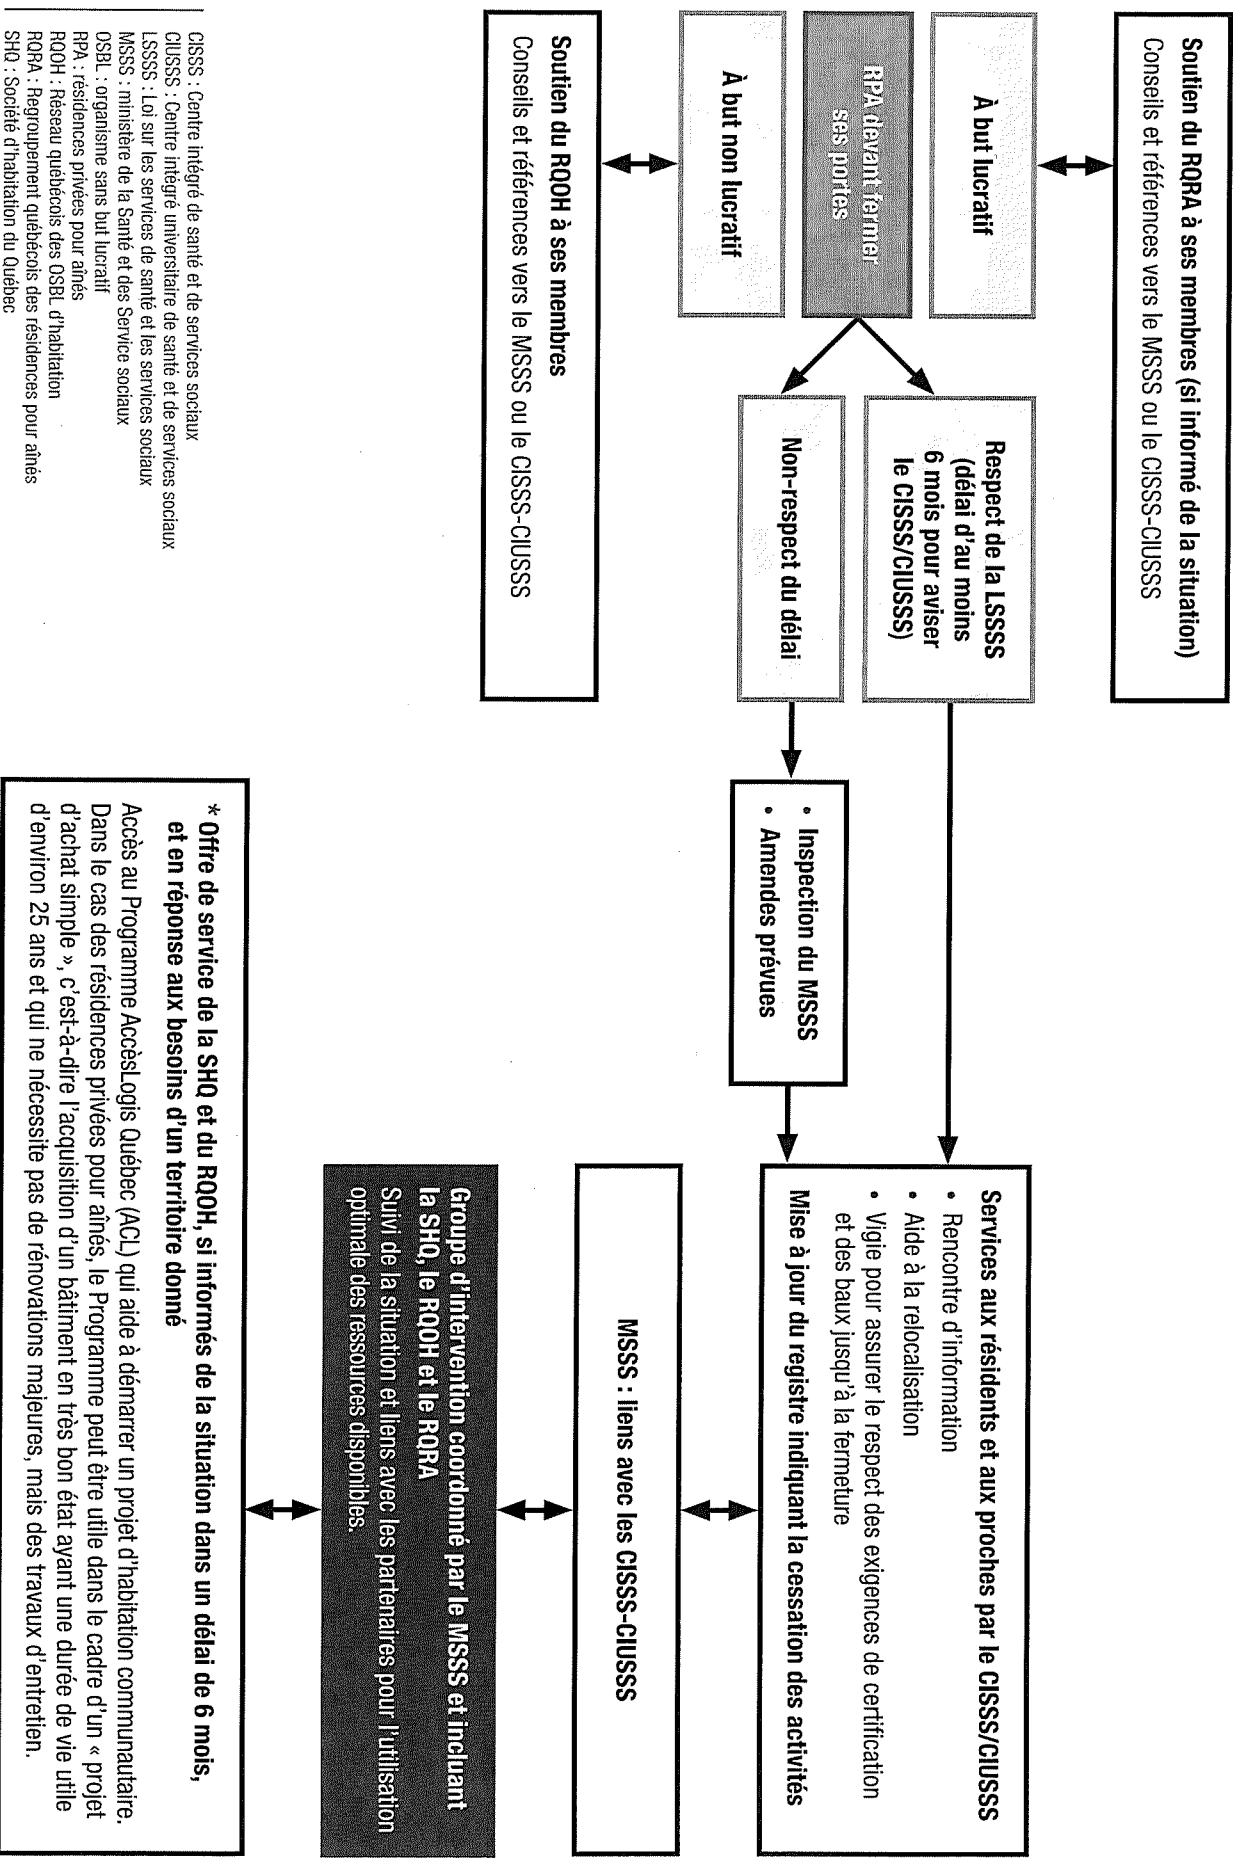 Soutien du RQRA à ses membres (si informé de la situation)
Conseils et références vers le MSSS ou le CISSS-CIUSSS
À but lucratif
RPA devant fermer
ses portes
À but non lucratif
Soutien du RQOH à ses membres
Conseils et références vers le MSSS ou le CISSS-CIUSSS
Respect de la LSSSS
(délai d'au moins
6 mois pour aviser
le CISSS/CIUSSS)
Non-respect du délai
• Inspection du MSSS
• Amendes prévues
Services aux résidents et aux proches par le CISSS/CIUSSS
• Rencontre d'information
• Aide à la relocalisation
• Vigie pour assurer le respect des exigences de certification
et des baux jusqu'à la fermeture
Mise à jour du registre indiquant la cessation des activités
MSSS : liens avec les CISSS-CIUSSS
Groupe d'intervention coordonné par le MSSS et incluant
la SHQ, le RQOH et le RQRA
Suivi de la situation et liens avec les partenaires pour l'utilisation
optimale des ressources disponibles.
* Offre de service de la SHQ et du RQOH, si informés de la situation dans un délai de 6 mois,
et en réponse aux besoins d'un territoire donné
Accès au Programme AccèsLogis Québec (ACL) qui aide à démarrer un projet d'habitation communautaire.
Dans le cas des résidences privées pour aînés, le Programme peut être utile dans le cadre d'un « projet
d'achat simple », c'est-à-dire l'acquisition d'un bâtiment en très bon état ayant une durée de vie utile
d'environ 25 ans et qui ne nécessite pas de rénovations majeures, mais des travaux d'entretien.
CISSS : Centre intégré de santé et de services sociaux
CIUSSS : Centre intégré universitaire de santé et de services sociaux
LSSSS : Loi sur les services de santé et les services sociaux
MSSS : ministère de la Santé et des Service sociaux
OSBL : organisme sans but lucratif
RPA : résidences privées pour aînés
RQOH : Réseau québécois des OSBL d'habitation
RQRA : Regroupement québécois des résidences pour aînés
SHQ : Société d'habitation du Québec